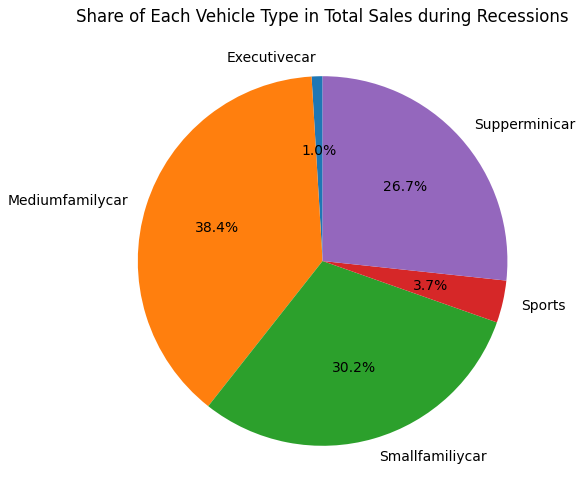 Share of Each Vehicle Type in Total Sales during Recessions
Executivecar
Supperminicar
1.0%
26.7%
Mediumfamilycar
38.4%
3.7%
Sports
30.2%
Smallfamiliycar